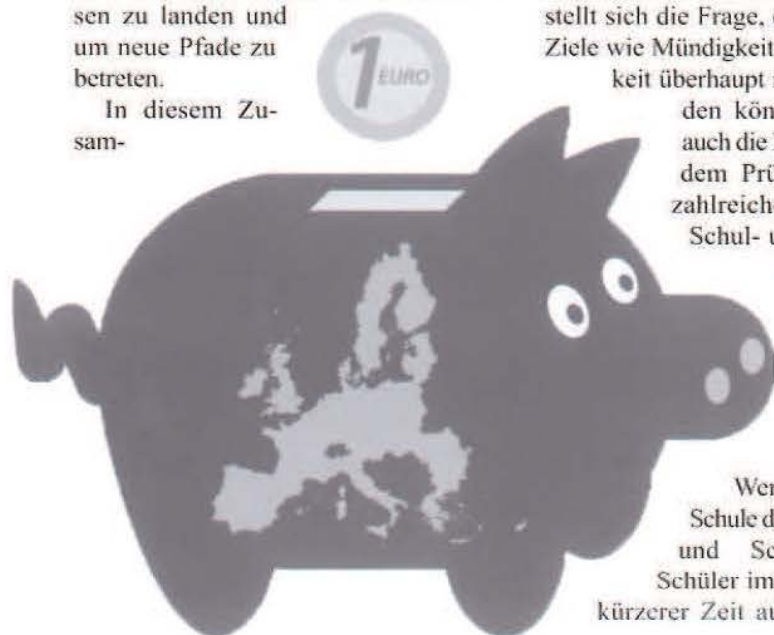 sen zu landen und
um neue Pfade zu
betreten.
In diesem Zu-
sam-
1 EURO
stellt sich die Frage,
Ziele wie Mündigkeit
keit überhaupt
den kön
auch die
dem Prü
zahlreiche
Schul- u
Wer
Schule d
und Sc
Schüler im
kürzerer Zeit au